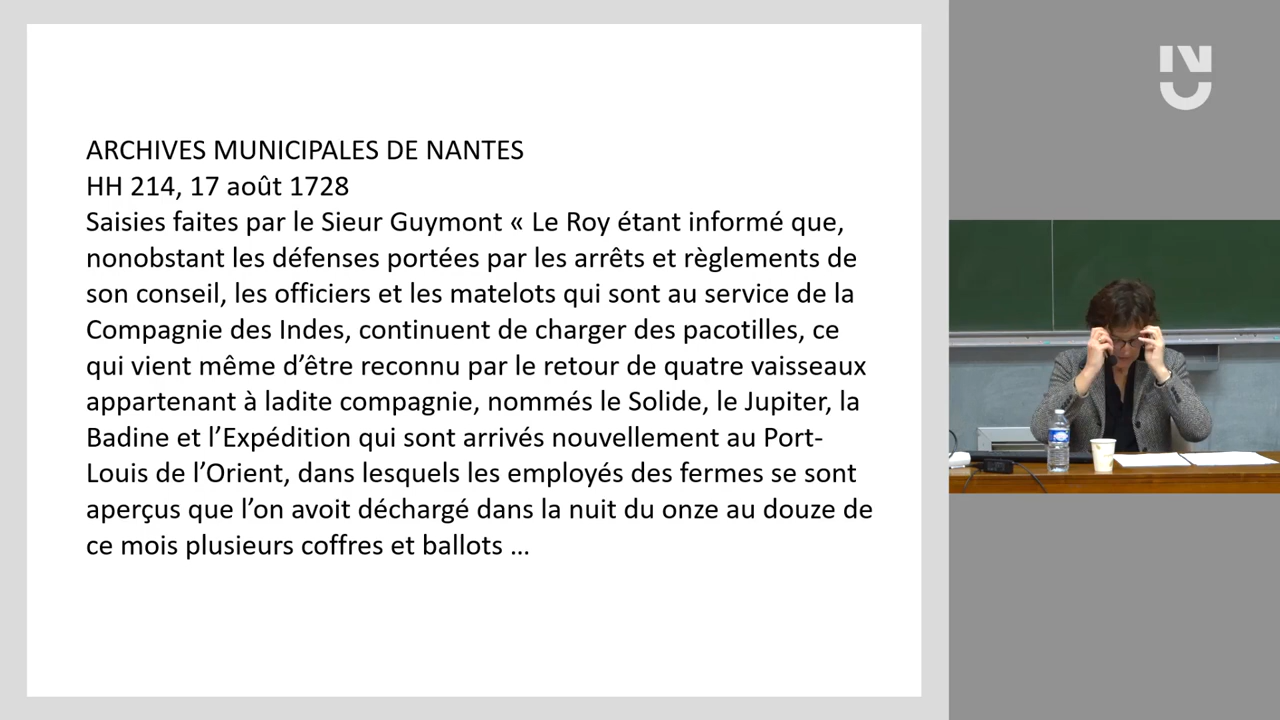 ARCHIVES MUNICIPALES DE NANTES
HH 214, 17 août 1728
Saisies faites par le Sieur Guymont « Le Roy étant informé que,
nonobstant les défenses portées par les arrêts et règlements de
son conseil, les officiers et les matelots qui sont au service de la
Compagnie des Indes, continuent de charger des pacotilles, ce
qui vient même d’être reconnu par le retour de quatre vaisseaux
appartenant à ladite compagnie, nommés le Solide, le Jupiter, la
Badine et l’Expédition qui sont arrivés nouvellement au Port-
Louis de l’Orient, dans lesquels les employés des fermes se sont
aperçus que l’on avoit déchargé dans la nuit du onze au douze de
ce mois plusieurs coffres et ballots …